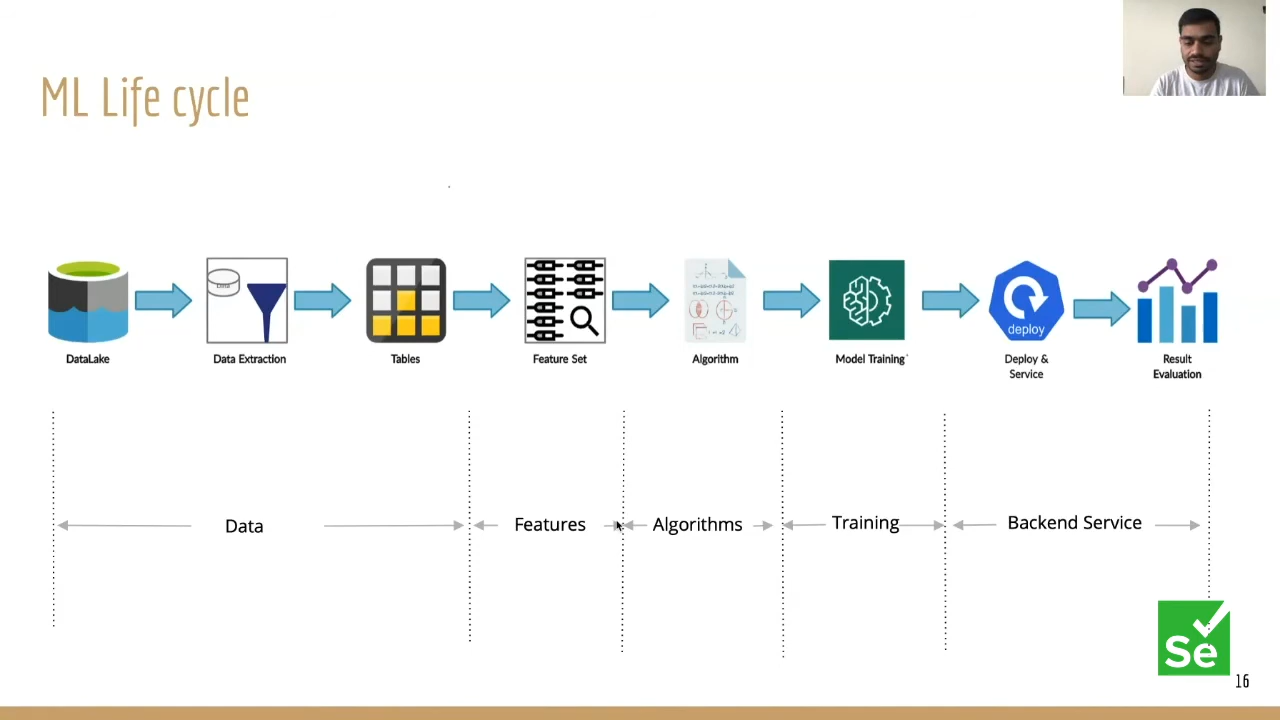 ML Life cycle
Data
deploy
DataLake
Data Extraction
Tables
Feature Set
Algorithm
Model Training
Deploy &
Service
Result
Evaluation
Data
Features
Algorithms
Training
Backend Service
Se
16